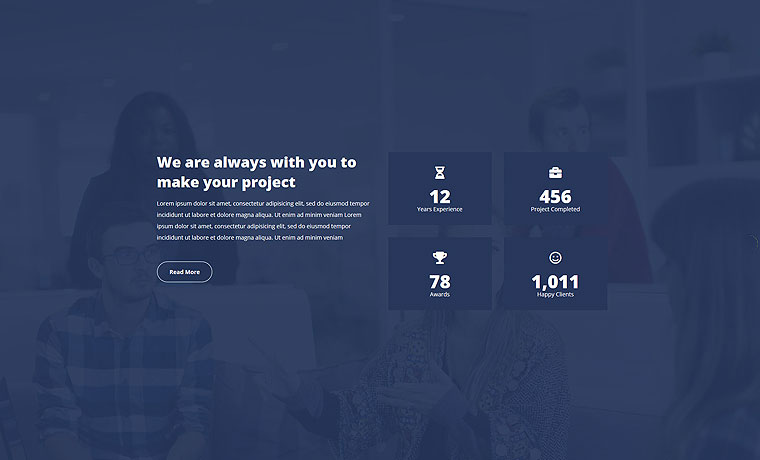 We are always with you to
make your project
Lorem ipsum dolor sit amet, consectetur adipisicing elit, sed do eiusmod tempor
incididunt ut labore et dolore magna aliqua. Ut enim ad minim veniam Lorem
ipsum dolor sit amet, consectetur adipisicing elit, sed do eiusmod tempor
incididunt ut labore et dolore magna aliqua. Ut enim ad minim veniam
Read More
12
Years Experience
456
Project Completed
78
Awards
1,011
Happy Clients